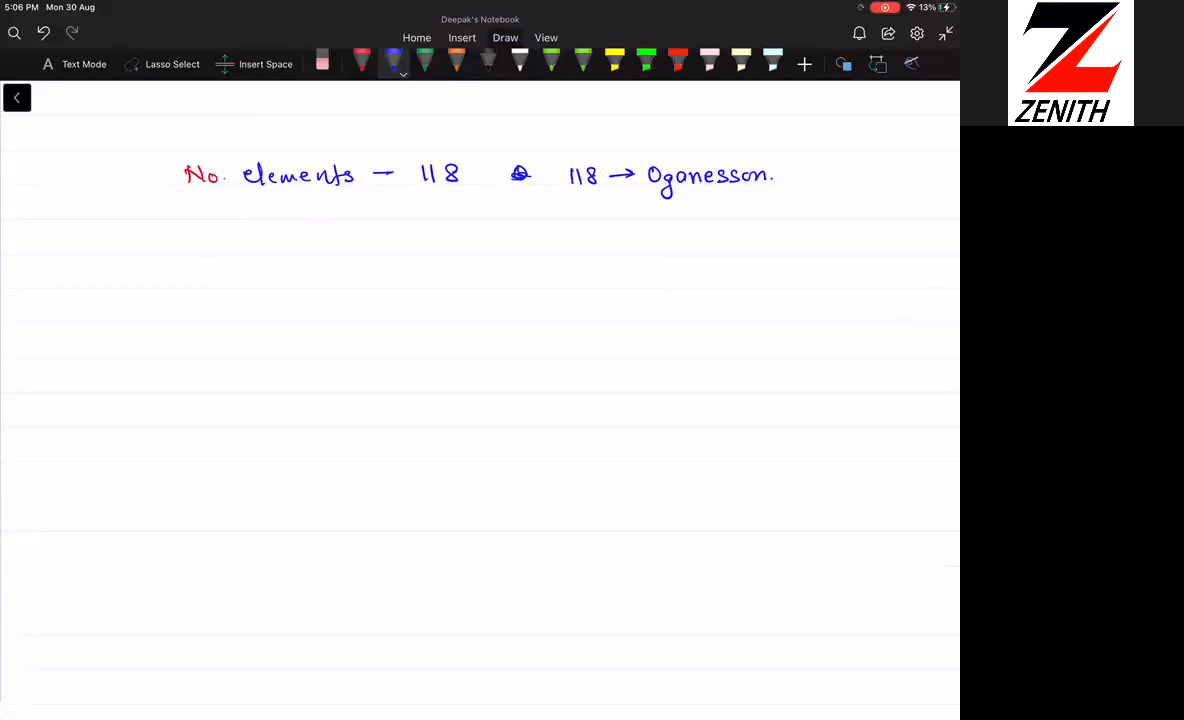 5:06 PM Mon 30 Aug
13%
Deepak's Notebook
Home Insert Draw View
A Text Mode Lasso Select Insert Space
ZENITH
No. elements – 118 118 → Oganesson.